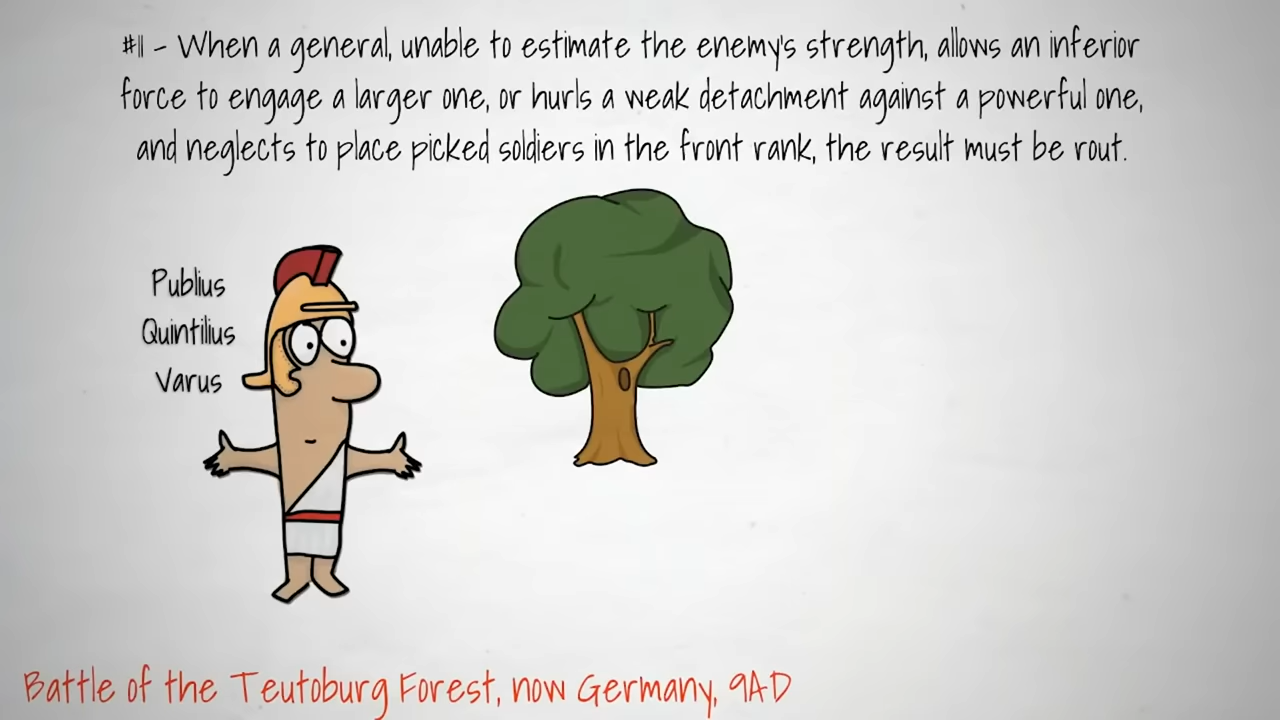 #11 - When a general, unable to estimate the enemy's strength, allows an inferior
force to engage a larger one, or hurls a weak detachment against a powerful one,
and neglects to place picked soldiers in the front rank, the result must be rout.
Publius
Quintilius
Varus
Battle of the Teutoburg Forest, now Germany, 9AD